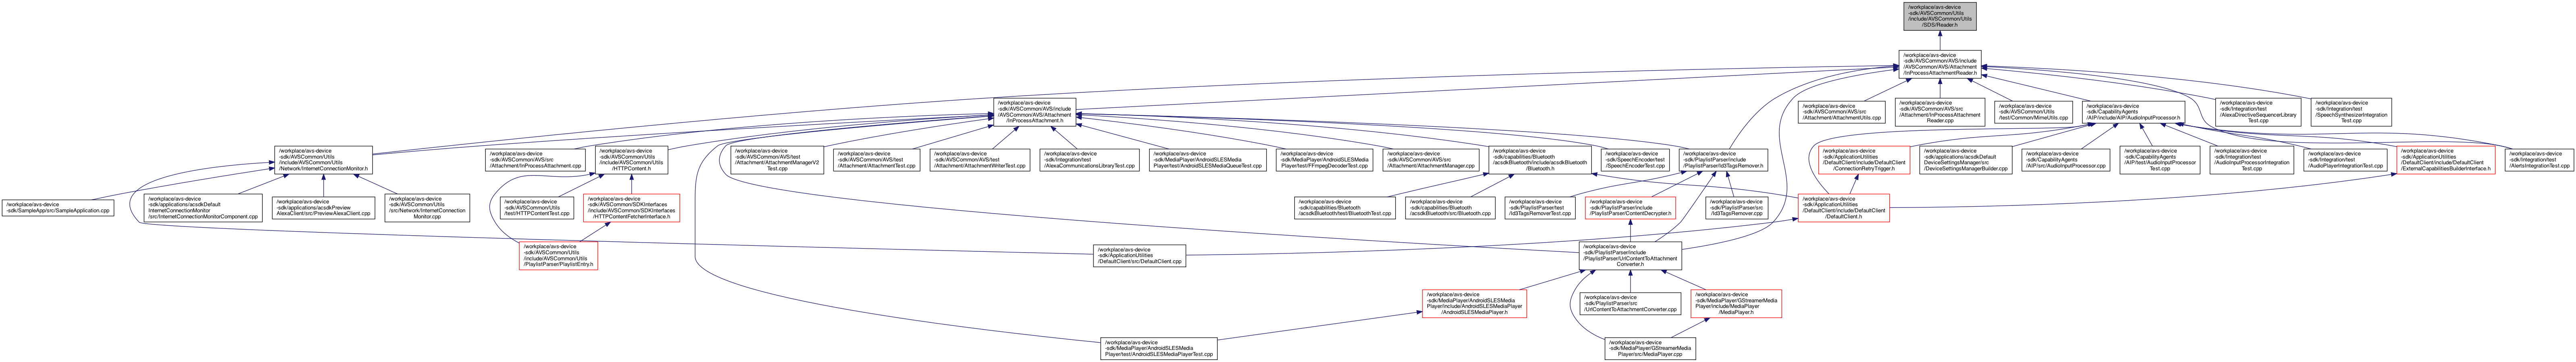 /workplace/avs-device
-sdk/AVSCommon/Utils
/include/AVSCommon/Utils
/SDS/Reader.h
/workplace/avs-device
-sdk/AVSCommon/AVS/include
/AVSCommon/AVS/Attachment
/InProcessAttachmentReader.h
/workplace/avs-device
-sdk/AVSCommon/AVS/include
/AVSCommon/AVS/Attachment
/InProcessAttachment.h
/workplace/avs-device
-sdk/AVSCommon/AVS/src
/Attachment/AttachmentUtils.cpp
/workplace/avs-device
-sdk/AVSCommon/AVS/src
/Attachment/InProcessAttachment
Reader.cpp
/workplace/avs-device
-sdk/AVSCommon/Utils
/test/Common/MimeUtils.cpp
/workplace/avs-device
-sdk/CapabilityAgents
/AIP/include/AIP/AudioInputProcessor.h
/workplace/avs-device
-sdk/Integration/test
/AlexaDirectiveSequencerLibrary
Test.cpp
/workplace/avs-device
-sdk/Integration/test
/SpeechSynthesizerIntegration
Test.cpp
/workplace/avs-device
-sdk/AVSCommon/Utils
/include/AVSCommon/Utils
/Network/InternetConnectionMonitor.h
/workplace/avs-device
-sdk/AVSCommon/AVS/src
/Attachment/InProcessAttachment.cpp
/workplace/avs-device
-sdk/AVSCommon/Utils
/include/AVSCommon/Utils
/HTTPContent.h
/workplace/avs-device
-sdk/AVSCommon/AVS/test
/Attachment/AttachmentManagerV2
Test.cpp
/workplace/avs-device
-sdk/AVSCommon/AVS/test
/Attachment/AttachmentTest.cpp
/workplace/avs-device
-sdk/AVSCommon/AVS/test
/Attachment/AttachmentWriterTest.cpp
/workplace/avs-device
-sdk/Integration/test
/AlexaCommunicationsLibraryTest.cpp
/workplace/avs-device
-sdk/MediaPlayer/AndroidSLESMedia
Player/test/AndroidSLESMediaQueueTest.cpp
/workplace/avs-device
-sdk/MediaPlayer/AndroidSLESMedia
Player/test/FFmpegDecoderTest.cpp
/workplace/avs-device
-sdk/AVSCommon/AVS/src
/Attachment/AttachmentManager.cpp
/workplace/avs-device
-sdk/capabilities/Bluetooth
/acsdkBluetooth/include/acsdkBluetooth
/Bluetooth.h
/workplace/avs-device
-sdk/SpeechEncoder/test
/SpeechEncoderTest.cpp
/workplace/avs-device
-sdk/PlaylistParser/include
/PlaylistParser/Id3TagsRemover.h
/workplace/avs-device
-sdk/ApplicationUtilities
/DefaultClient/include/DefaultClient
/ConnectionRetryTrigger.h
/workplace/avs-device
-sdk/applications/acsdkDefault
DeviceSettingsManager/src
/DeviceSettingsManagerBuilder.cpp
/workplace/avs-device
-sdk/CapabilityAgents
/AIP/src/AudioInputProcessor.cpp
/workplace/avs-device
-sdk/CapabilityAgents
/AIP/test/AudioInputProcessor
Test.cpp
/workplace/avs-device
-sdk/Integration/test
/AudioInputProcessorIntegration
Test.cpp
/workplace/avs-device
-sdk/Integration/test
/AudioPlayerIntegrationTest.cpp
/workplace/avs-device
-sdk/ApplicationUtilities
/DefaultClient/include/DefaultClient
/ExternalCapabilitiesBuilderInterface.h
/workplace/avs-device
-sdk/Integration/test
/AlertsIntegrationTest.cpp
/workplace/avs-device
-sdk/SampleApp/src/SampleApplication.cpp
/workplace/avs-device
-sdk/applications/acsdkDefault
InternetConnectionMonitor
/src/InternetConnectionMonitorComponent.cpp
/workplace/avs-device
-sdk/applications/acsdkPreview
AlexaClient/src/PreviewAlexaClient.cpp
/workplace/avs-device
-sdk/AVSCommon/Utils
/src/Network/InternetConnection
Monitor.cpp
/workplace/avs-device
-sdk/AVSCommon/Utils
/test/HTTPContentTest.cpp
/workplace/avs-device
-sdk/AVSCommon/SDKInterfaces
/include/AVSCommon/SDKInterfaces
/HTTPContentFetcherInterface.h
/workplace/avs-device
-sdk/capabilities/Bluetooth
/acsdkBluetooth/test/BluetoothTest.cpp
/workplace/avs-device
-sdk/capabilities/Bluetooth
/acsdkBluetooth/src/Bluetooth.cpp
/workplace/avs-device
-sdk/PlaylistParser/test
/Id3TagsRemoverTest.cpp
/workplace/avs-device
-sdk/PlaylistParser/include
/PlaylistParser/ContentDecrypter.h
/workplace/avs-device
-sdk/PlaylistParser/src
/Id3TagsRemover.cpp
/workplace/avs-device
-sdk/ApplicationUtilities
/DefaultClient/include/DefaultClient
/DefaultClient.h
/workplace/avs-device
-sdk/AVSCommon/Utils
/include/AVSCommon/Utils
/PlaylistParser/PlaylistEntry.h
/workplace/avs-device
-sdk/ApplicationUtilities
/DefaultClient/src/DefaultClient.cpp
/workplace/avs-device
-sdk/PlaylistParser/include
/PlaylistParser/UrlContentToAttachment
Converter.h
/workplace/avs-device
-sdk/MediaPlayer/AndroidSLESMedia
Player/include/AndroidSLESMediaPlayer
/AndroidSLESMediaPlayer.h
/workplace/avs-device
-sdk/PlaylistParser/src
/UrlContentToAttachmentConverter.cpp
/workplace/avs-device
-sdk/MediaPlayer/GStreamerMedia
Player/include/MediaPlayer
/MediaPlayer.h
/workplace/avs-device
-sdk/MediaPlayer/AndroidSLESMedia
Player/test/AndroidSLESMediaPlayerTest.cpp
/workplace/avs-device
-sdk/MediaPlayer/GStreamerMedia
Player/src/MediaPlayer.cpp